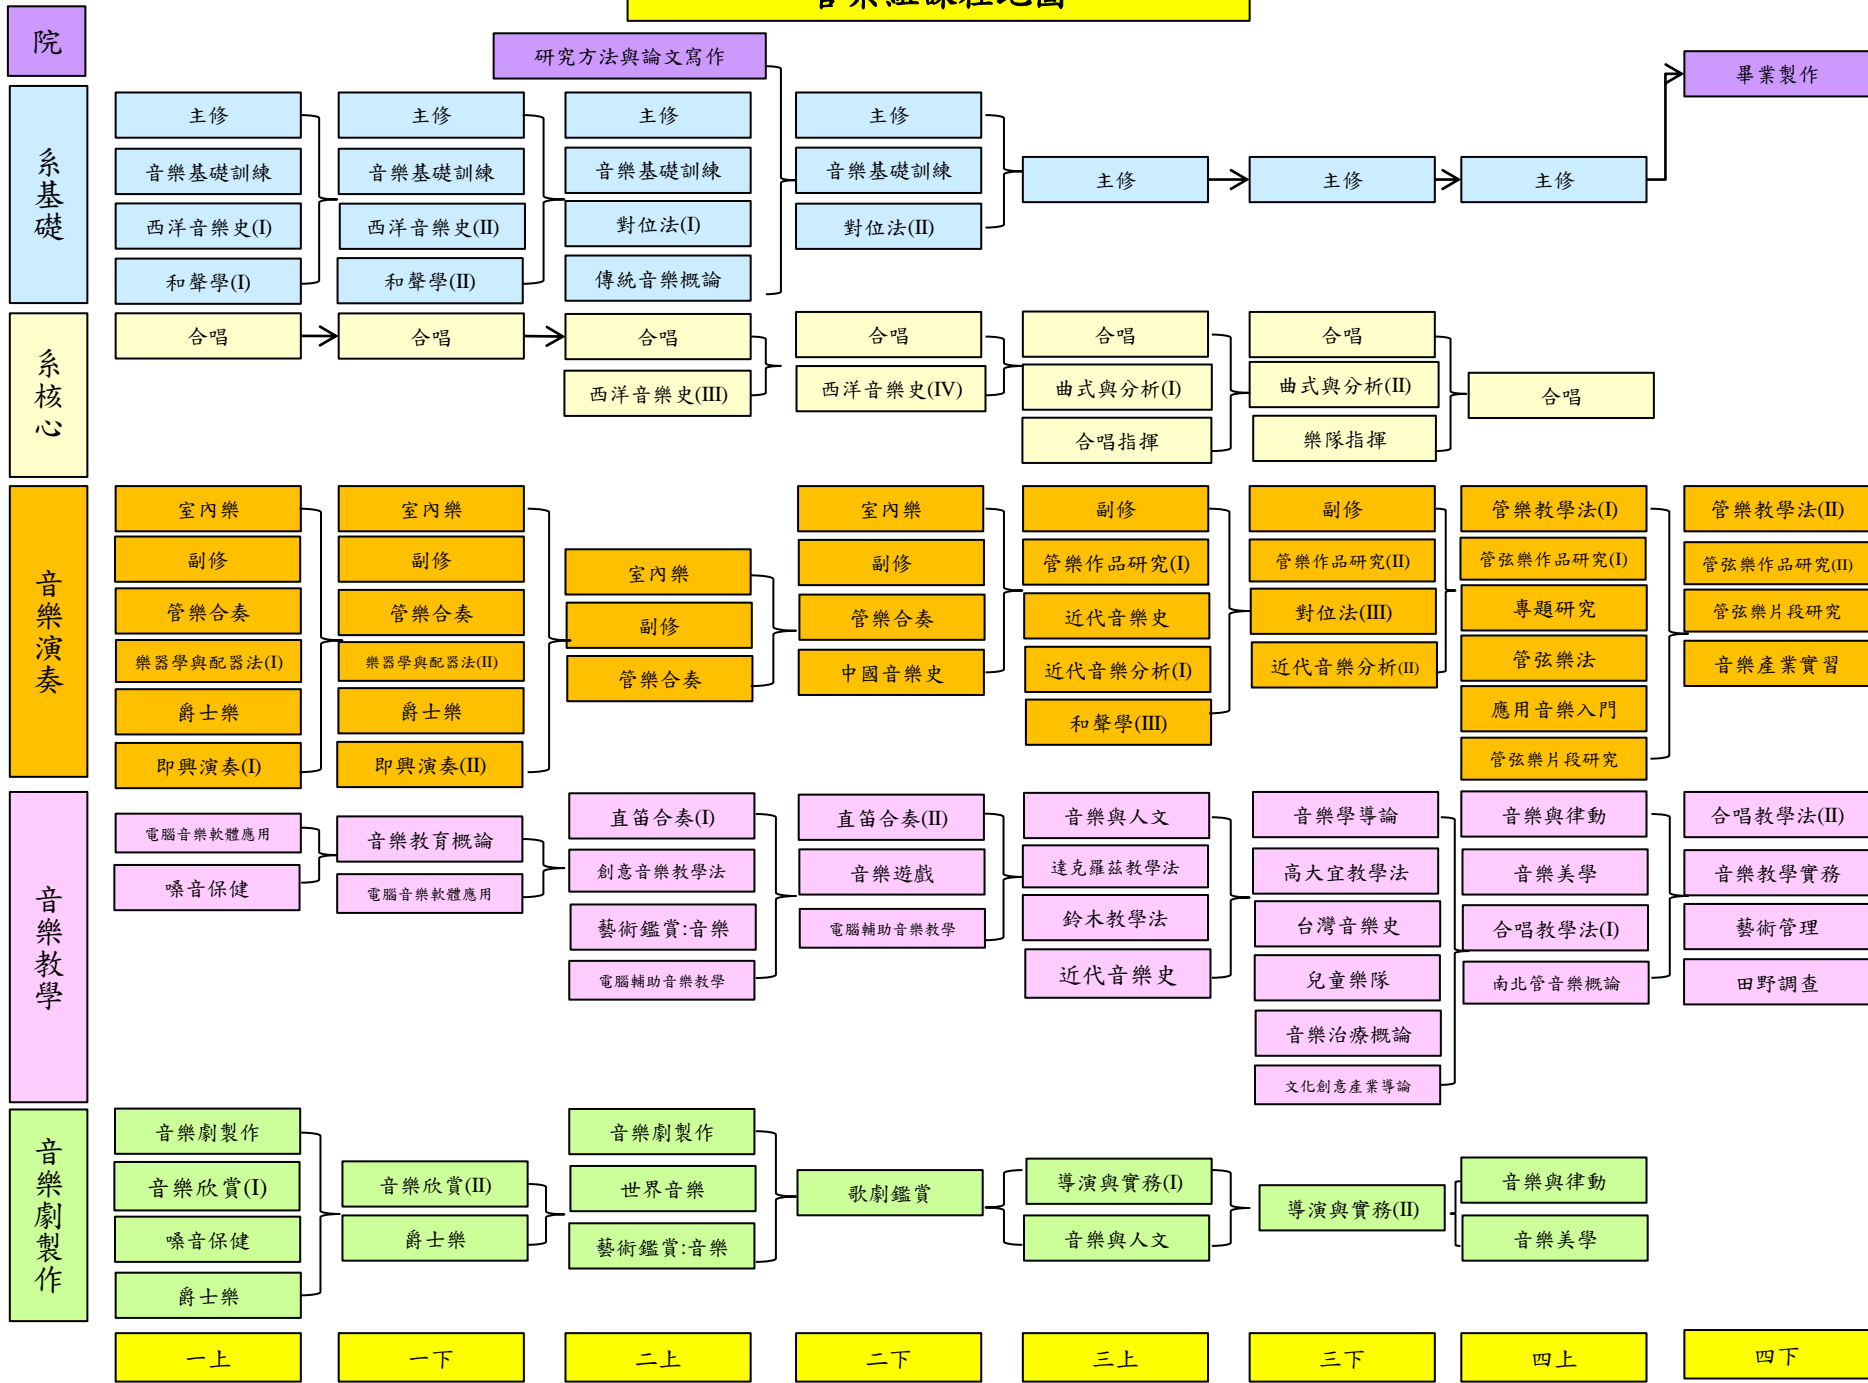 院
研究方法與論文寫作
畢業製作
系基礎
主修
主修
主修
主修
音樂基礎訓練
音樂基礎訓練
音樂基礎訓練
音樂基礎訓練
主修
主修
主修
西洋音樂史(I)
西洋音樂史(II)
對位法(I)
對位法(II)
和聲學(I)
和聲學(II)
傳統音樂概論
系核心
合唱
合唱
合唱
合唱
合唱
合唱
西洋音樂史(III)
西洋音樂史(IV)
曲式與分析(I)
曲式與分析(II)
合唱
合唱指揮
樂隊指揮
音樂演奏
室內樂
室內樂
室內樂
副修
副修
管樂教學法(I)
管樂教學法(II)
副修
副修
室內樂
副修
管樂作品研究(I)
管樂作品研究(II)
管弦樂作品研究(I)
管弦樂作品研究(II)
管樂合奏
管樂合奏
副修
管樂合奏
近代音樂史
對位法(III)
專題研究
管弦樂片段研究
樂器學與配器法(I)
樂器學與配器法(II)
管樂合奏
中國音樂史
近代音樂分析(I)
近代音樂分析(II)
管弦樂法
音樂產業實習
爵士樂
爵士樂
和聲學(III)
應用音樂入門
即興演奏(I)
即興演奏(II)
管弦樂片段研究
音樂教學
電腦音樂軟體應用
音樂教育概論
直笛合奏(I)
直笛合奏(II)
音樂與人文
音樂學導論
音樂與律動
合唱教學法(II)
嗓音保健
電腦音樂軟體應用
創意音樂教學法
音樂遊戲
達克羅茲教學法
高大宜教學法
音樂美學
音樂教學實務
藝術鑑賞:音樂
電腦輔助音樂教學
鈴木教學法
台灣音樂史
合唱教學法(I)
藝術管理
電腦輔助音樂教學
近代音樂史
兒童樂隊
南北管音樂概論
田野調查
音樂治療概論
文化創意產業導論
音樂劇製作
音樂劇製作
音樂劇製作
音樂欣賞(I)
音樂欣賞(II)
世界音樂
歌劇鑑賞
導演與實務(I)
導演與實務(II)
音樂與律動
嗓音保健
爵士樂
藝術鑑賞:音樂
音樂與人文
音樂美學
爵士樂
一上
一下
二上
二下
三上
三下
四上
四下